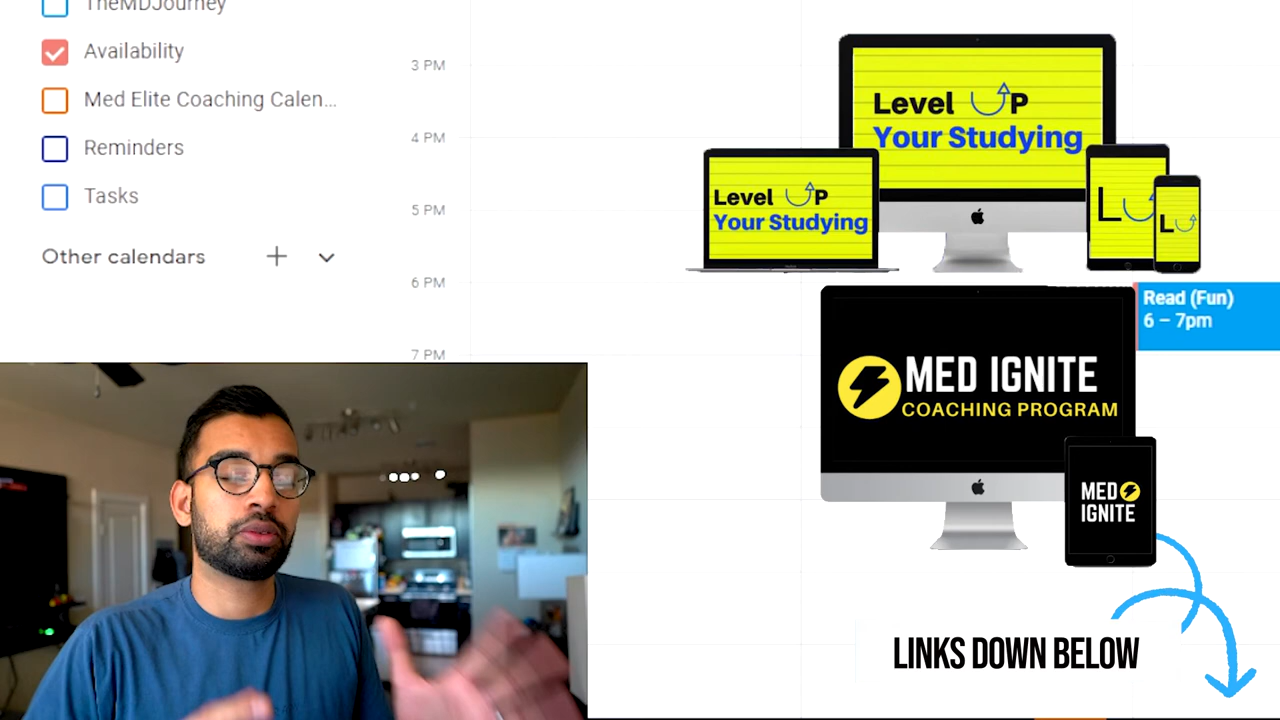 TheMDJourney
Availability
Med Elite Coaching Calen...
Reminders
Tasks
Other calendars
3 PM
4 PM
5 PM
6 PM
7 PM
Level UP
Your Studying
Level UP
Your Studying
LU
LU
Read (Fun)
6 – 7pm
MED IGNITE
COACHING PROGRAM
MED
IGNITE
LINKS DOWN BELOW